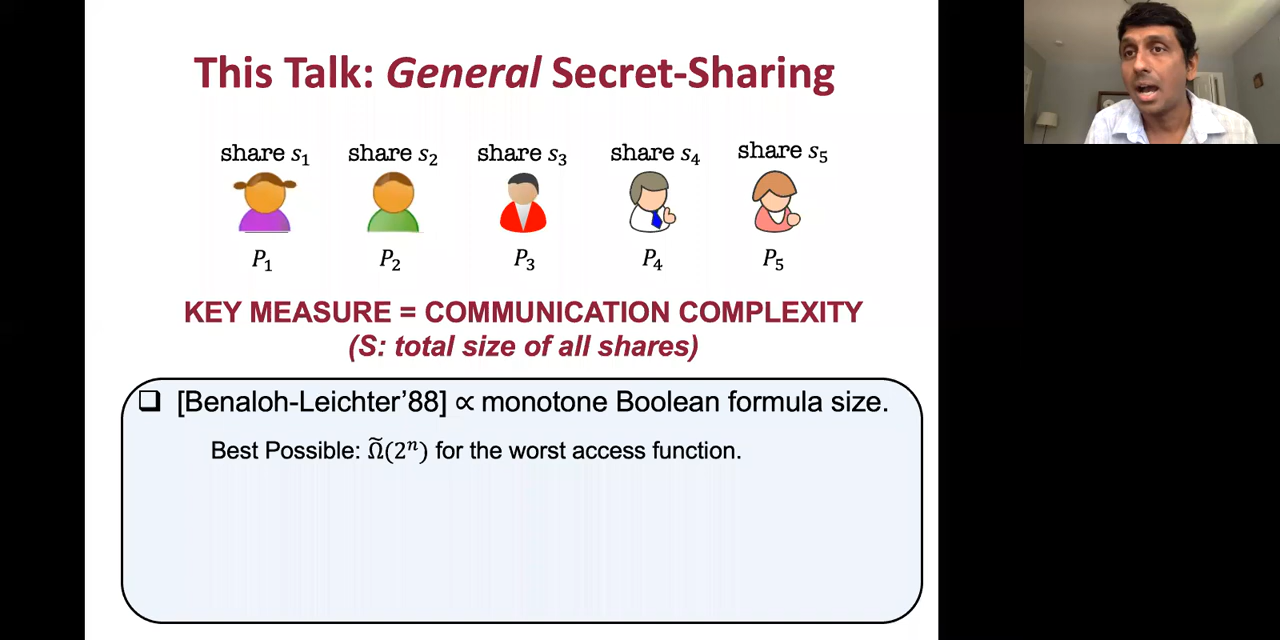 This Talk: General Secret-Sharing
share s₁ share s₂ share s₃ share s₄ share s₅
P₁ P₂ P₃ P₄ P₅
KEY MEASURE = COMMUNICATION COMPLEXITY
(S: total size of all shares)
❑ [Benaloh-Leichter’88] ∝ monotone Boolean formula size.
Best Possible: Ω̃(2ⁿ) for the worst access function.